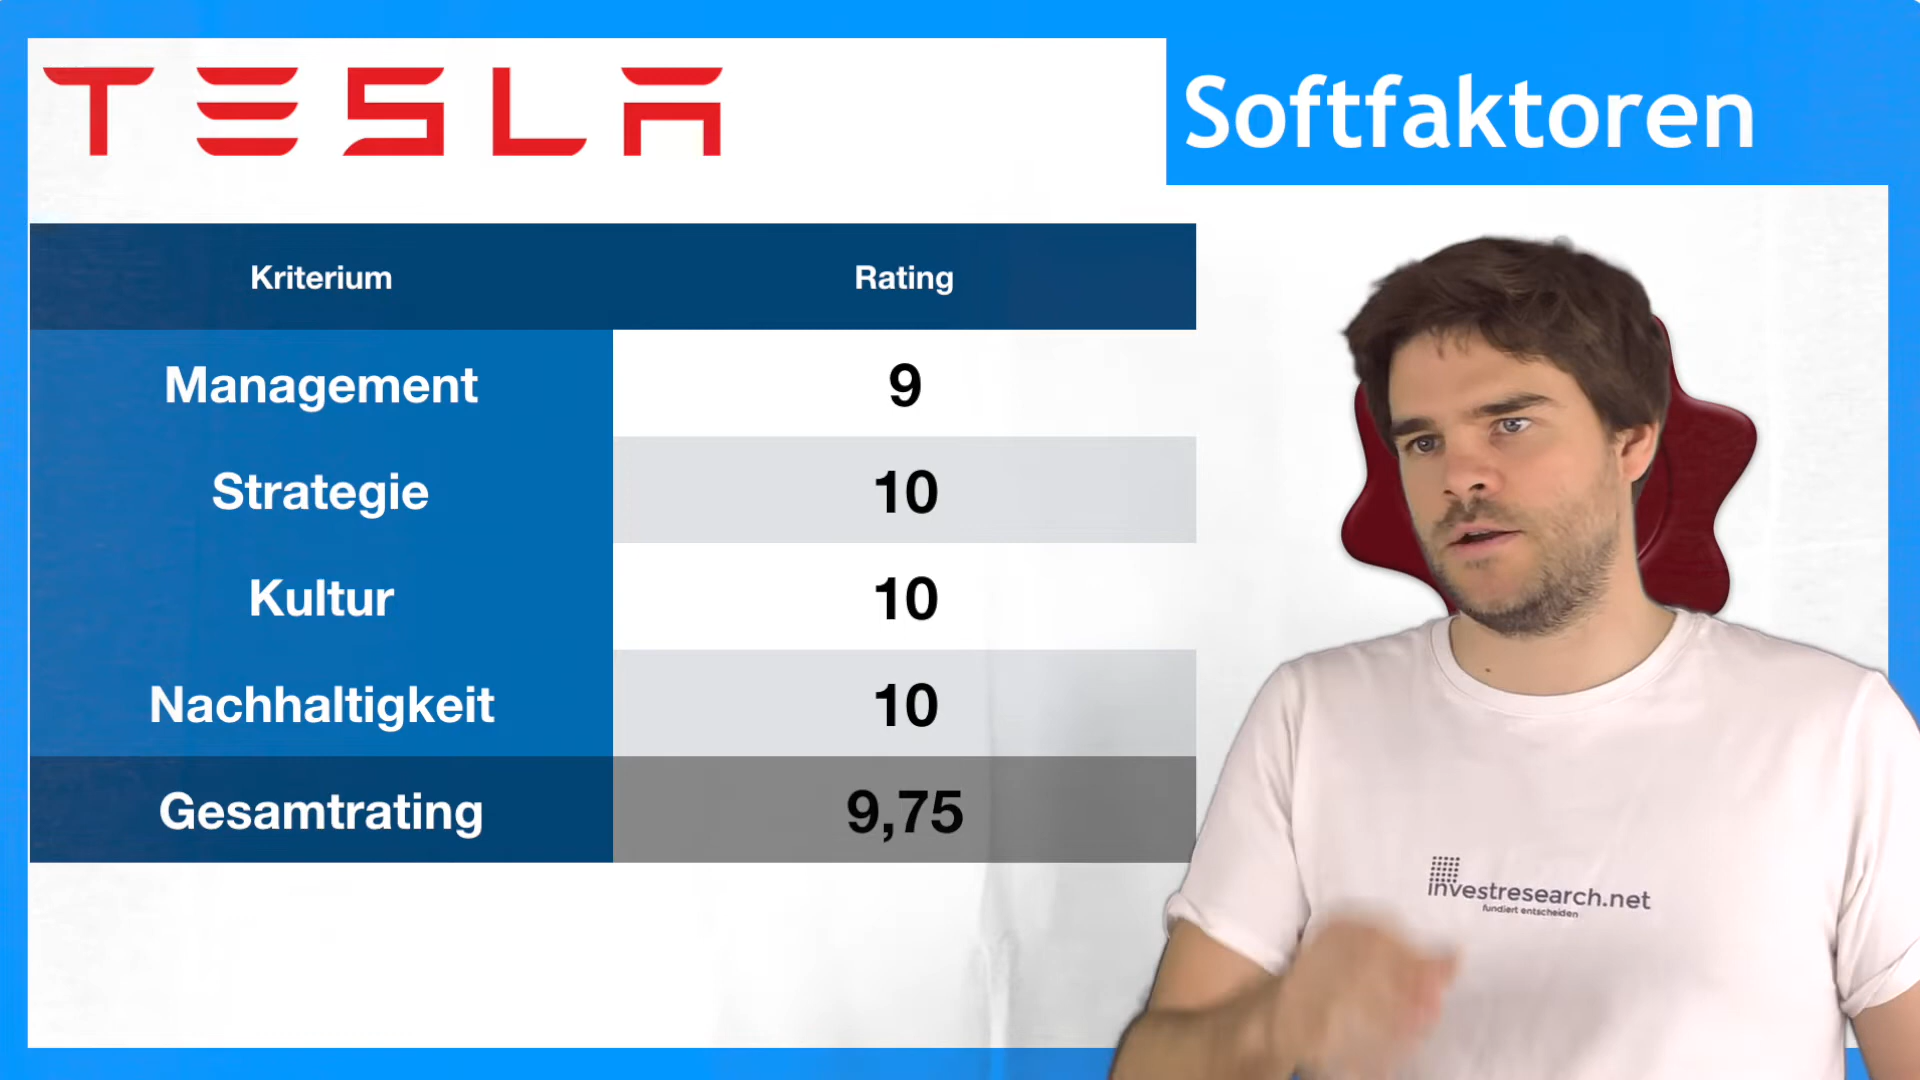 TESLA
Softfaktoren
Kriterium Rating
Management 9
Strategie 10
Kultur 10
Nachhaltigkeit 10
Gesamtrating 9,75
investresearch.net
fundiert entscheiden